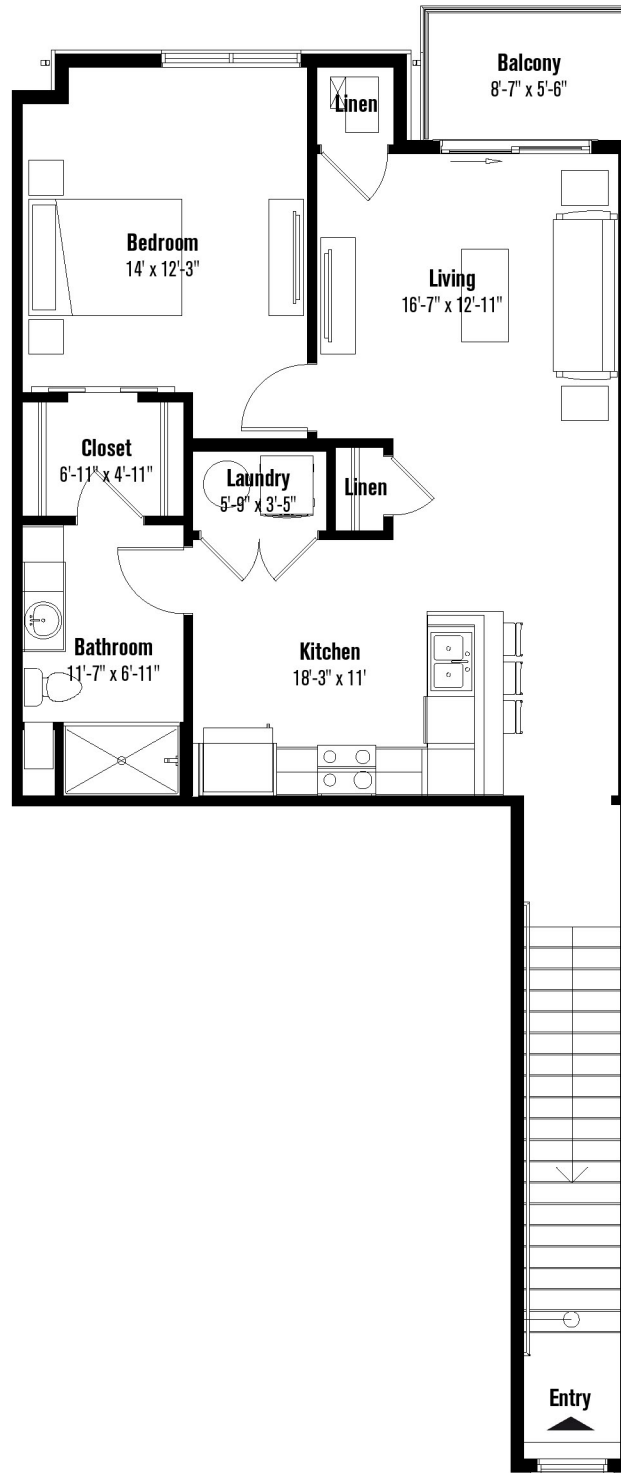 Balcony
8'-7" x 5'-6"
Linen
Bedroom
14' x 12'-3"
Living
16'-7" x 12'-11"
Closet
6'-11" x 4'-11"
Laundry
5'-9" x 3'-5"
Linen
Bathroom
11'-7" x 6'-11"
Kitchen
18'-3" x 11'
Entry